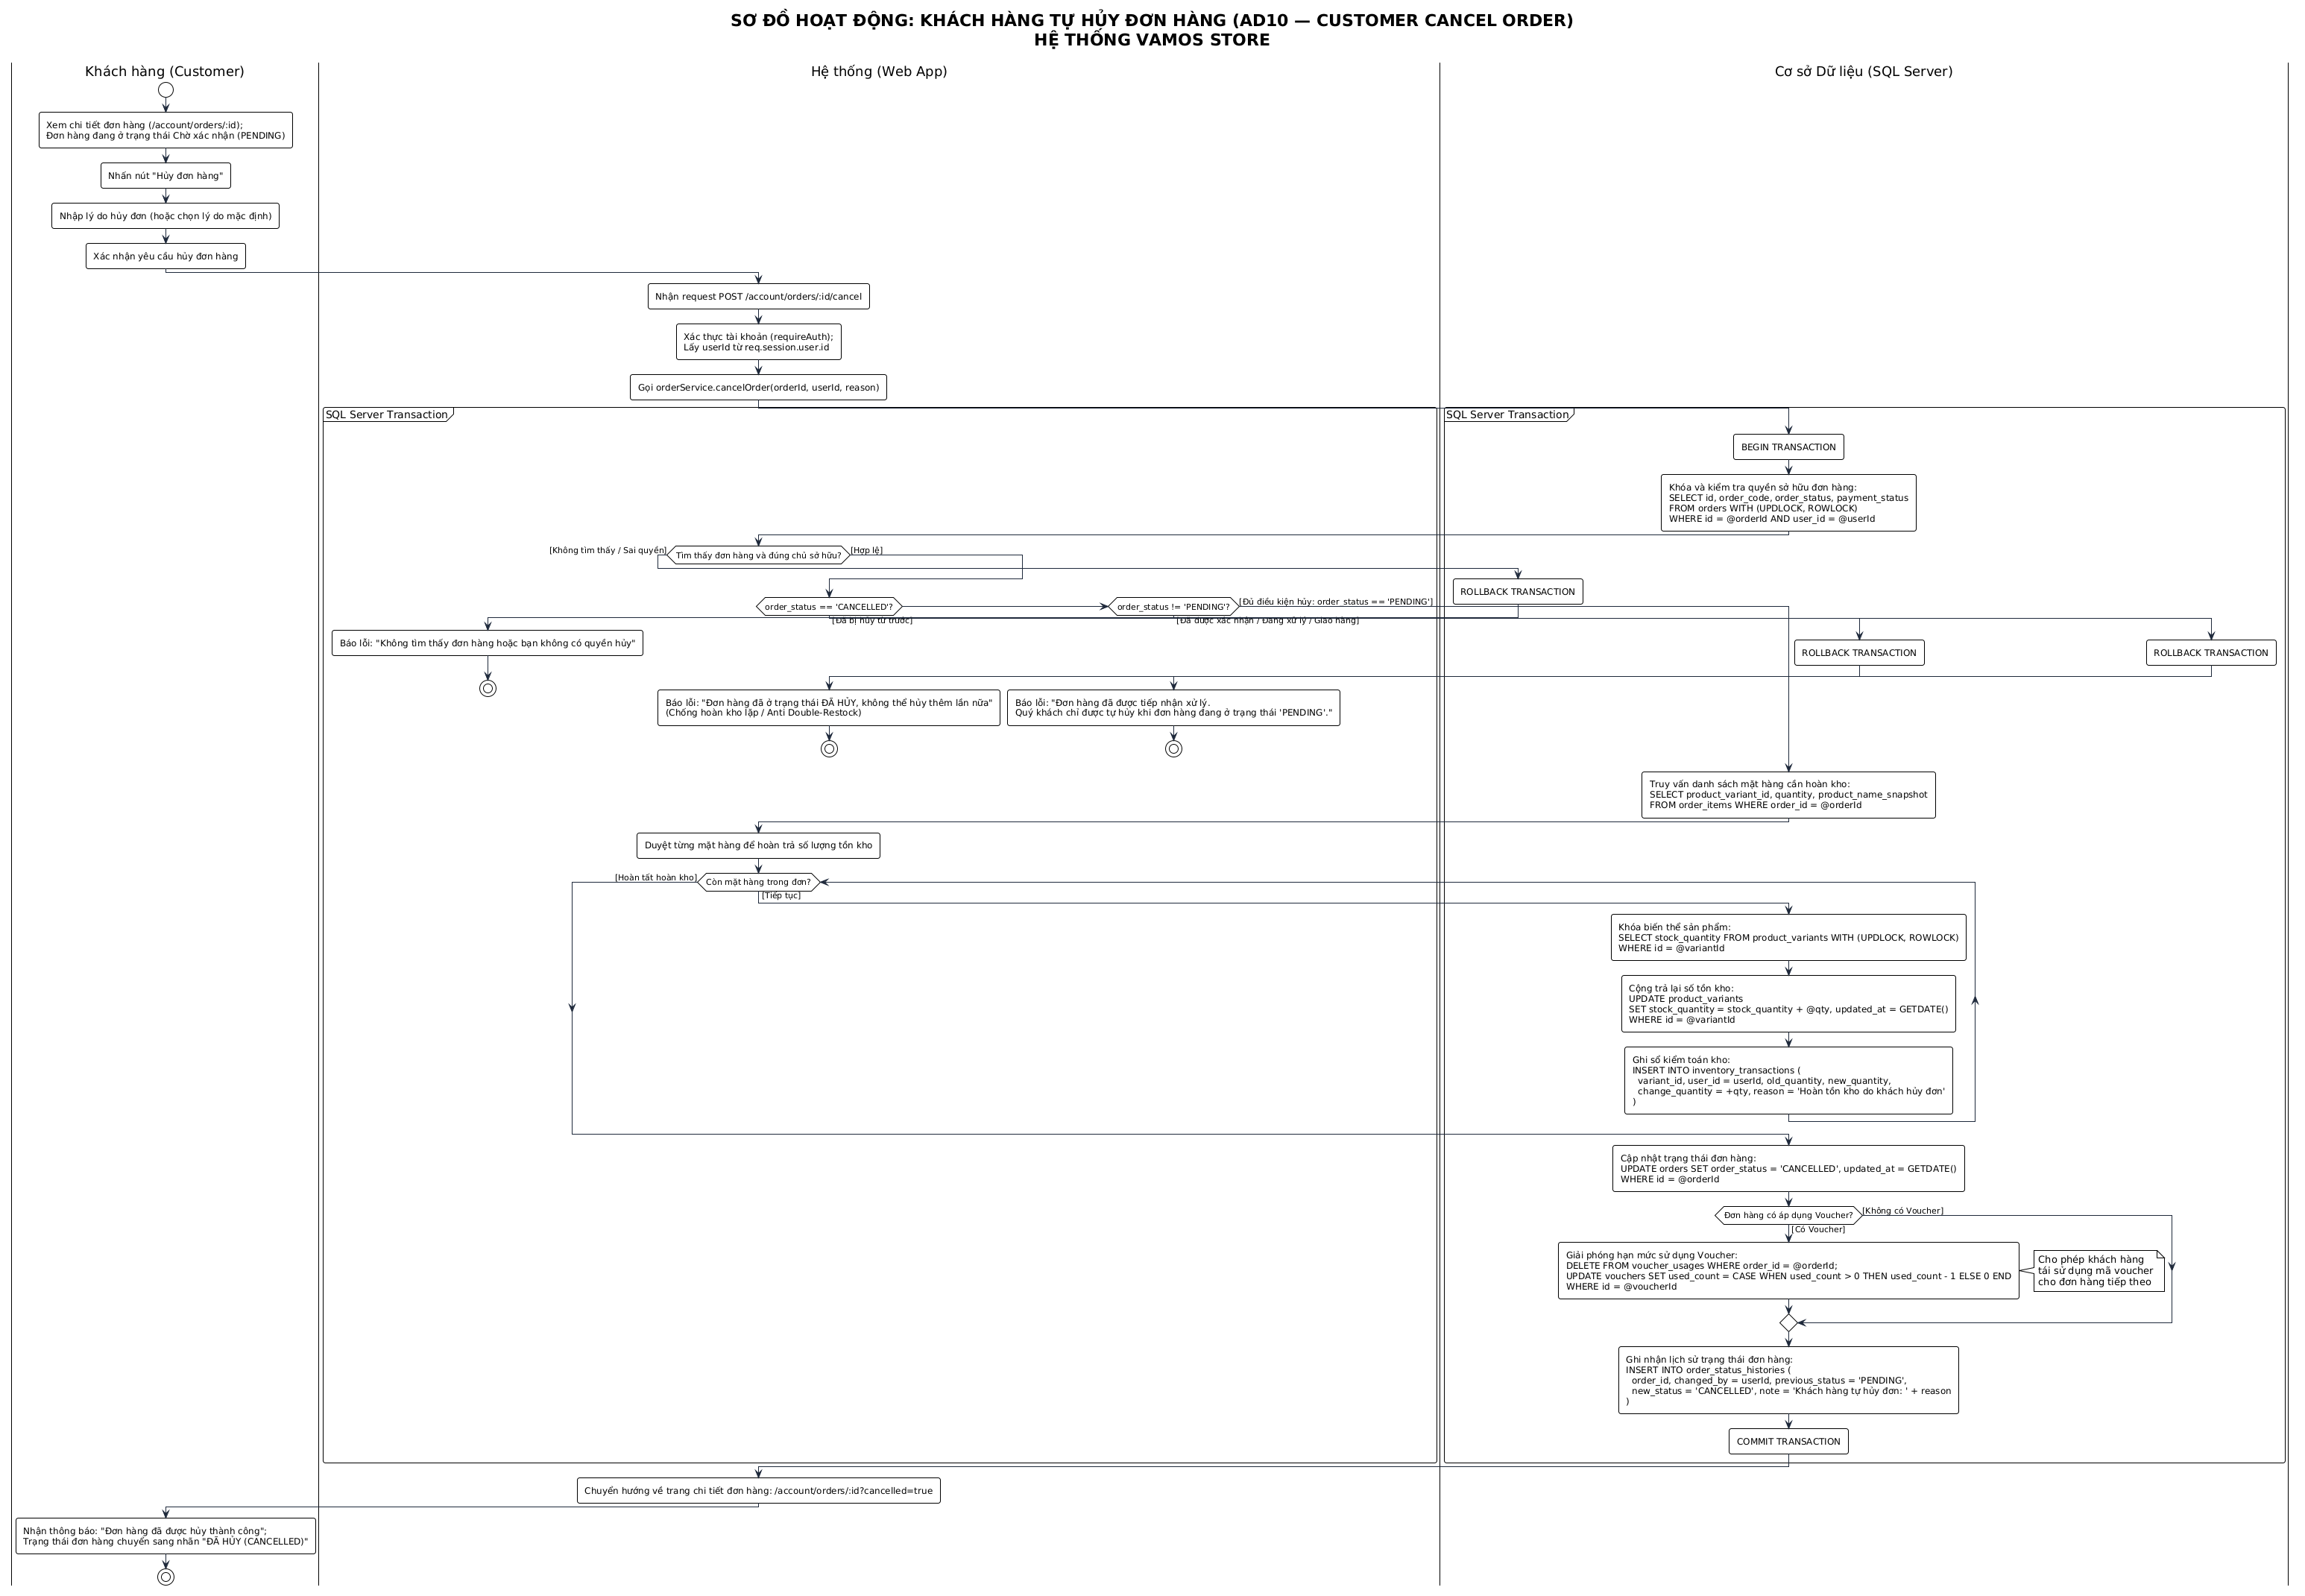 SƠ ĐỒ HOẠT ĐỘNG: KHÁCH HÀNG TỰ HỦY ĐƠN HÀNG (AD10 — CUSTOMER CANCEL ORDER)
HỆ THỐNG VAMOS STORE
Khách hàng (Customer)
Hệ thống (Web App)
Cơ sở Dữ liệu (SQL Server)
Xem chi tiết đơn hàng (/account/orders/:id);
Đơn hàng đang ở trạng thái Chờ xác nhận (PENDING)
Nhấn nút "Hủy đơn hàng"
Nhập lý do hủy đơn (hoặc chọn lý do mặc định)
Xác nhận yêu cầu hủy đơn hàng
Nhận request POST /account/orders/:id/cancel
Xác thực tài khoản (requireAuth);
Lấy userId từ req.session.user.id
Gọi orderService.cancelOrder(orderId, userId, reason)
SQL Server Transaction
SQL Server Transaction
BEGIN TRANSACTION
Khóa và kiểm tra quyền sở hữu đơn hàng:
SELECT id, order_code, order_status, payment_status
FROM orders WITH (UPDLOCK, ROWLOCK)
WHERE id = @orderId AND user_id = @userId
[Không tìm thấy / Sai quyền]
Tìm thấy đơn hàng và đúng chủ sở hữu?
[Hợp lệ]
ROLLBACK TRANSACTION
order_status == 'CANCELLED'?
order_status != 'PENDING'?
[Đủ điều kiện hủy: order_status == 'PENDING']
[Đã bị hủy từ trước]
[Đã được xác nhận / Đang xử lý / Giao hàng]
Báo lỗi: "Không tìm thấy đơn hàng hoặc bạn không có quyền hủy"
ROLLBACK TRANSACTION
ROLLBACK TRANSACTION
Báo lỗi: "Đơn hàng đã ở trạng thái ĐÃ HỦY, không thể hủy thêm lần nữa"
(Chống hoàn kho lặp / Anti Double-Restock)
Báo lỗi: "Đơn hàng đã được tiếp nhận xử lý.
Quý khách chỉ được tự hủy khi đơn hàng đang ở trạng thái 'PENDING'."
Truy vấn danh sách mặt hàng cần hoàn kho:
SELECT product_variant_id, quantity, product_name_snapshot
FROM order_items WHERE order_id = @orderId
Duyệt từng mặt hàng để hoàn trả số lượng tồn kho
[Hoàn tất hoàn kho]
Còn mặt hàng trong đơn?
[Tiếp tục]
Khóa biến thể sản phẩm:
SELECT stock_quantity FROM product_variants WITH (UPDLOCK, ROWLOCK)
WHERE id = @variantId
Cộng trả lại số tồn kho:
UPDATE product_variants
SET stock_quantity = stock_quantity + @qty, updated_at = GETDATE()
WHERE id = @variantId
Ghi sổ kiểm toán kho:
INSERT INTO inventory_transactions (
variant_id, user_id = userId, old_quantity, new_quantity,
change_quantity = +qty, reason = 'Hoàn tồn kho do khách hủy đơn'
)
Cập nhật trạng thái đơn hàng:
UPDATE orders SET order_status = 'CANCELLED', updated_at = GETDATE()
WHERE id = @orderId
Đơn hàng có áp dụng Voucher?
[Không có Voucher]
[Có Voucher]
Giải phóng hạn mức sử dụng Voucher:
DELETE FROM voucher_usages WHERE order_id = @orderId;
UPDATE vouchers SET used_count = CASE WHEN used_count > 0 THEN used_count - 1 ELSE 0 END
WHERE id = @voucherId
Cho phép khách hàng
tái sử dụng mã voucher
cho đơn hàng tiếp theo
Ghi nhận lịch sử trạng thái đơn hàng:
INSERT INTO order_status_histories (
order_id, changed_by = userId, previous_status = 'PENDING',
new_status = 'CANCELLED', note = 'Khách hàng tự hủy đơn: ' + reason
)
COMMIT TRANSACTION
Chuyển hướng về trang chi tiết đơn hàng: /account/orders/:id?cancelled=true
Nhận thông báo: "Đơn hàng đã được hủy thành công";
Trạng thái đơn hàng chuyển sang nhãn "ĐÃ HỦY (CANCELLED)"